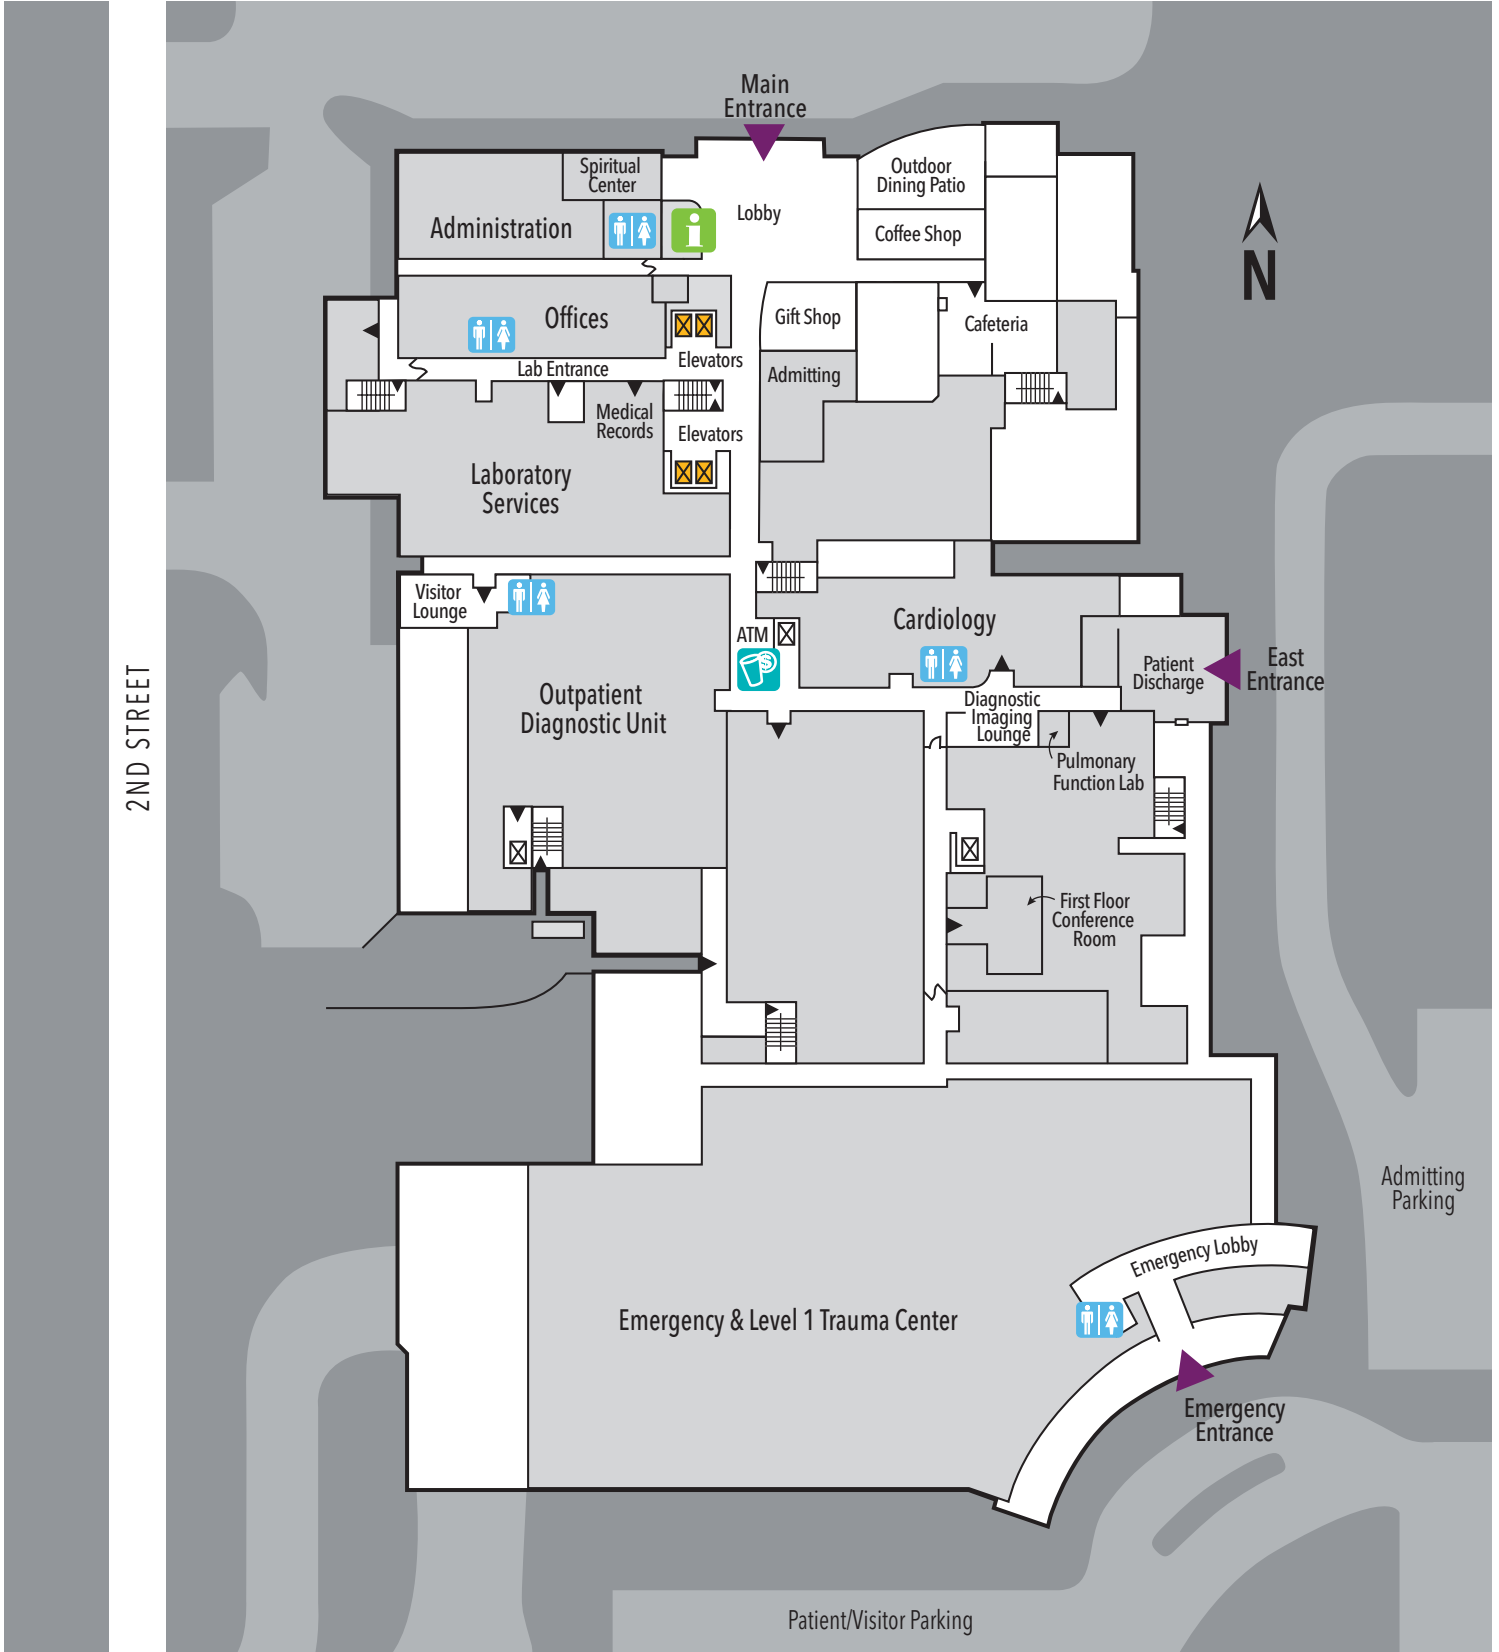 Main
Entrance
Spiritual
Center
Administration
Lobby
Outdoor
Dining Patio
Coffee Shop
N
Offices
Gift Shop
Cafeteria
Elevators
Lab Entrance
Admitting
Medical
Records
Elevators
Laboratory
Services
Visitor
Lounge
Cardiology
ATM
$
Patient
Discharge
East
Entrance
Outpatient
Diagnostic Unit
Diagnostic
Imaging
Lounge
2ND STREET
Pulmonary
Function Lab
First Floor
Conference
Room
Admitting
Parking
Emergency Lobby
Emergency & Level 1 Trauma Center
Emergency
Entrance
Patient/Visitor Parking